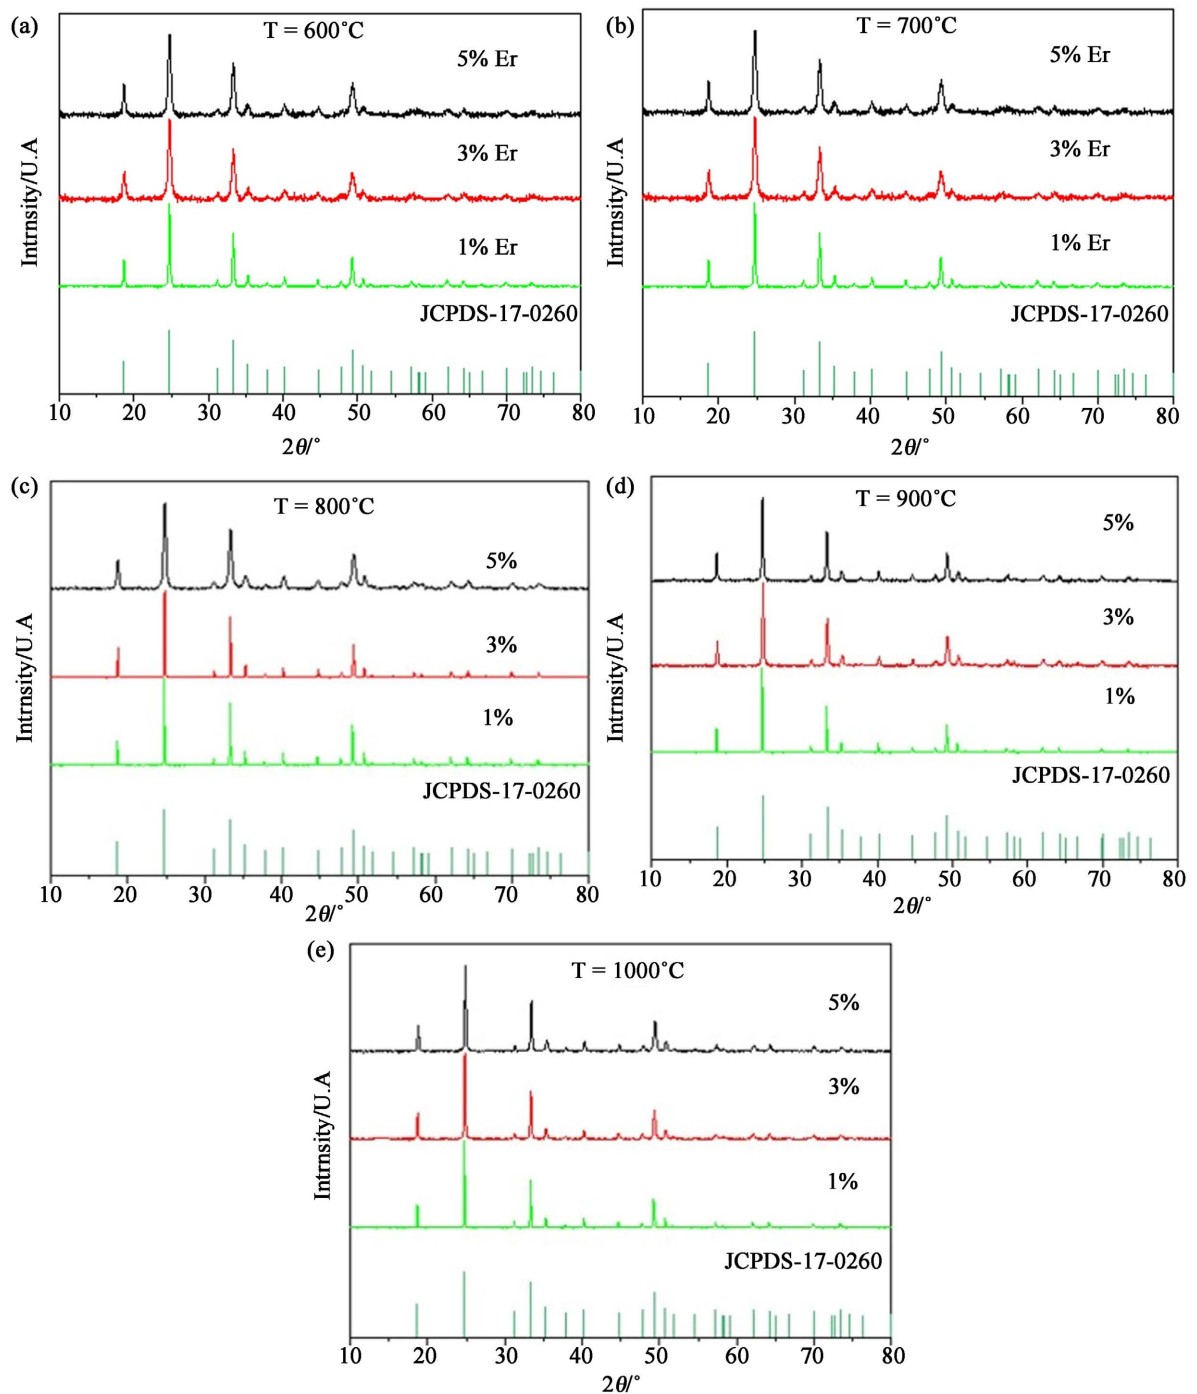 (a)
T = 600˚C
5% Er
3% Er
1% Er
JCPDS-17-0260
Intrnsity/U.A
10 20 30 40 50 60 70 80
2θ/°
(b)
T = 700˚C
5% Er
3% Er
1% Er
JCPDS-17-0260
Intrnsity/U.A
10 20 30 40 50 60 70 80
2θ/°
(c)
T = 800˚C
5%
3%
1%
JCPDS-17-0260
Intrnsity/U.A
10 20 30 40 50 60 70 80
2θ/°
(d)
T = 900˚C
5%
3%
1%
JCPDS-17-0260
Intrnsity/U.A
10 20 30 40 50 60 70 80
2θ/°
(e)
T = 1000˚C
5%
3%
1%
JCPDS-17-0260
Intrnsity/U.A
10 20 30 40 50 60 70 80
2θ/°